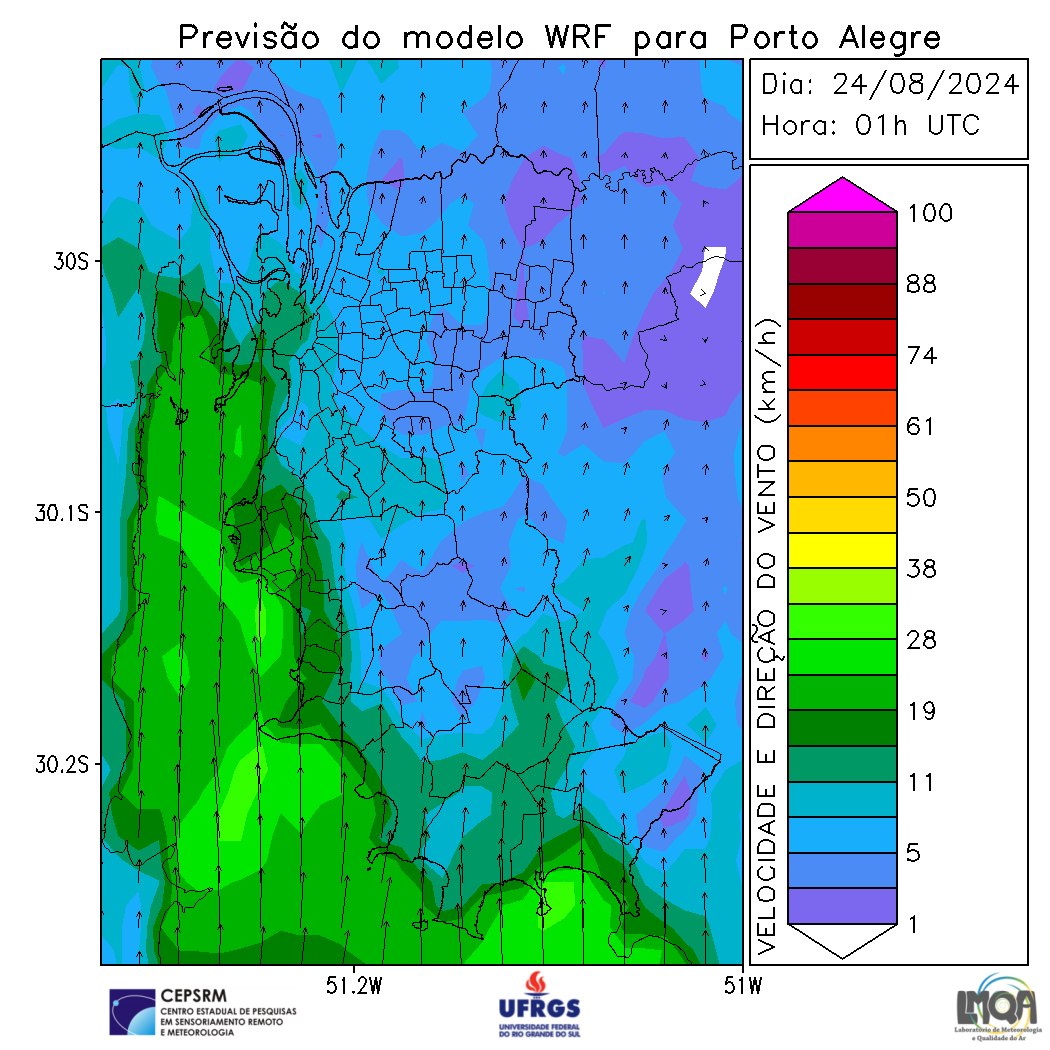 Previsão do modelo WRF para Porto Alegre
Dia: 24/08/2024
Hora: 01h UTC
30S
30.1S
30.2S
51.2W
51W
VELOCIDADE E DIREÇÃO DO VENTO (km/h)
100
88
74
61
50
38
28
19
11
5
1
CEPSRM
CENTRO ESTADUAL DE PESQUISAS
EM SENSORIAMENTO REMOTO
E METEOROLOGIA
UFRGS
UNIVERSIDADE FEDERAL
DO RIO GRANDE DO SUL
LMQA
Laboratório de Meteorologia
e Qualidade do Ar